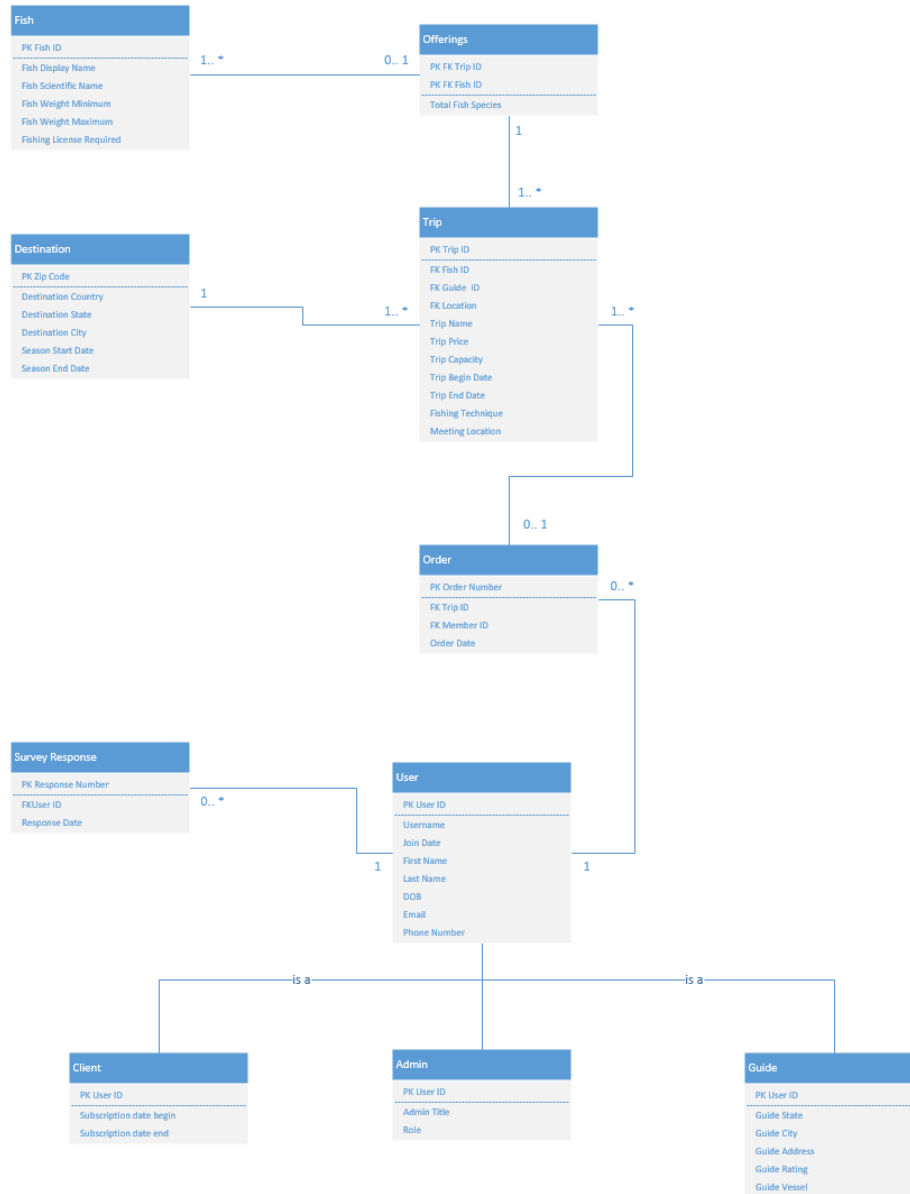 Fish
PK Fish ID
Fish Display Name
Fish Scientific Name
Fish Weight Minimum
Fish Weight Maximum
Fishing License Required
1.. *
0.. 1
Offerings
PK FK Trip ID
PK FK Fish ID
Total Fish Species
1
1.. *
Destination
PK Zip Code
Destination Country
Destination State
Destination City
Season Start Date
Season End Date
1
1.. *
Trip
PK Trip ID
FK Fish ID
FK Guide  ID
FK Location
Trip Name
Trip Price
Trip Capacity
Trip Begin Date
Trip End Date
Fishing Technique
Meeting Location
1.. *
0.. 1
Order
PK Order Number
FK Trip ID
FK Member ID
Order Date
0.. *
Survey Response
PK Response Number
FKUser ID
Response Date
0.. *
1
User
PK User ID
Username
Join Date
First Name
Last Name
DOB
Email
Phone Number
1
is a
is a
Client
PK User ID
Subscription date begin
Subscription date end
Admin
PK User ID
Admin Title
Role
Guide
PK User ID
Guide State
Guide City
Guide Address
Guide Rating
Guide Vessel